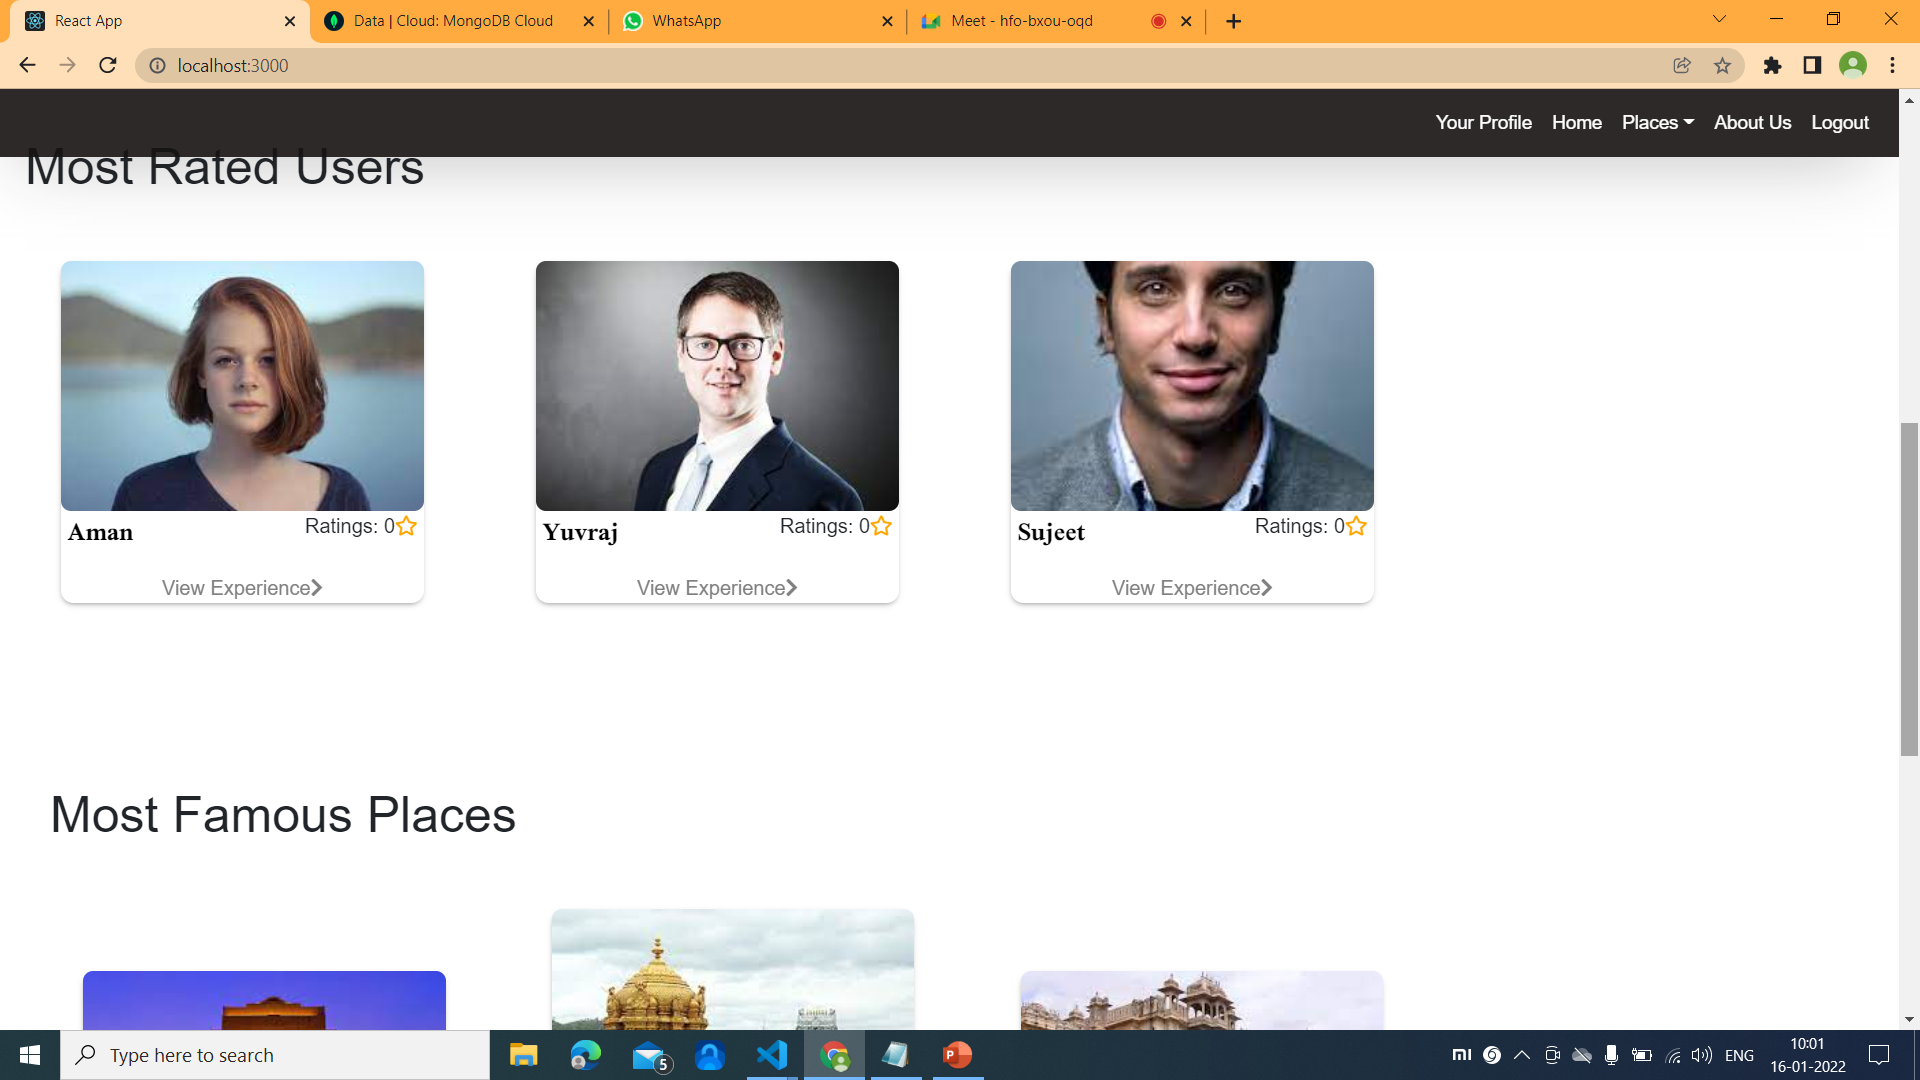 React App
Data | Cloud: MongoDB Cloud
WhatsApp
Meet - hfo-bxou-oqd
localhost:3000
Your Profile Home Places About Us Logout
Most Rated Users
Aman Ratings: 0
View Experience
Yuvraj Ratings: 0
View Experience
Sujeet Ratings: 0
View Experience
Most Famous Places
Type here to search
5
P
mi
ENG
10:01
16-01-2022